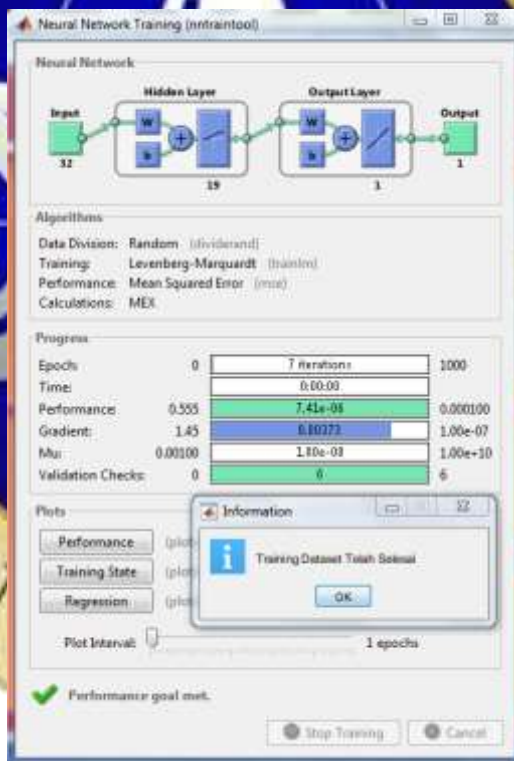 Neural Network Training (nntraintool)
Neural Network
Hidden Layer
Output Layer
Input
Output
W
W
b
b
32
19
1
1
Algorithms
Data Division: Random (dividerand)
Training: Levenberg-Marquardt (trainlm)
Performance: Mean Squared Error (mse)
Calculations: MEX
Progress
Epoch: 0 7 iterations 1000
Time: 0:00:00
Performance: 0.555 7.41e-06 0.000100
Gradient: 1.45 0.00373 1.00e-07
Mu: 0.00100 1.00e-08 1.00e+10
Validation Checks: 0 6 6
Plots
Information
Performance
Training Dataset Telah Selesai
Training State
OK
Regression
Plot Interval: 1 epochs
Performance goal met.
Stop Training Cancel